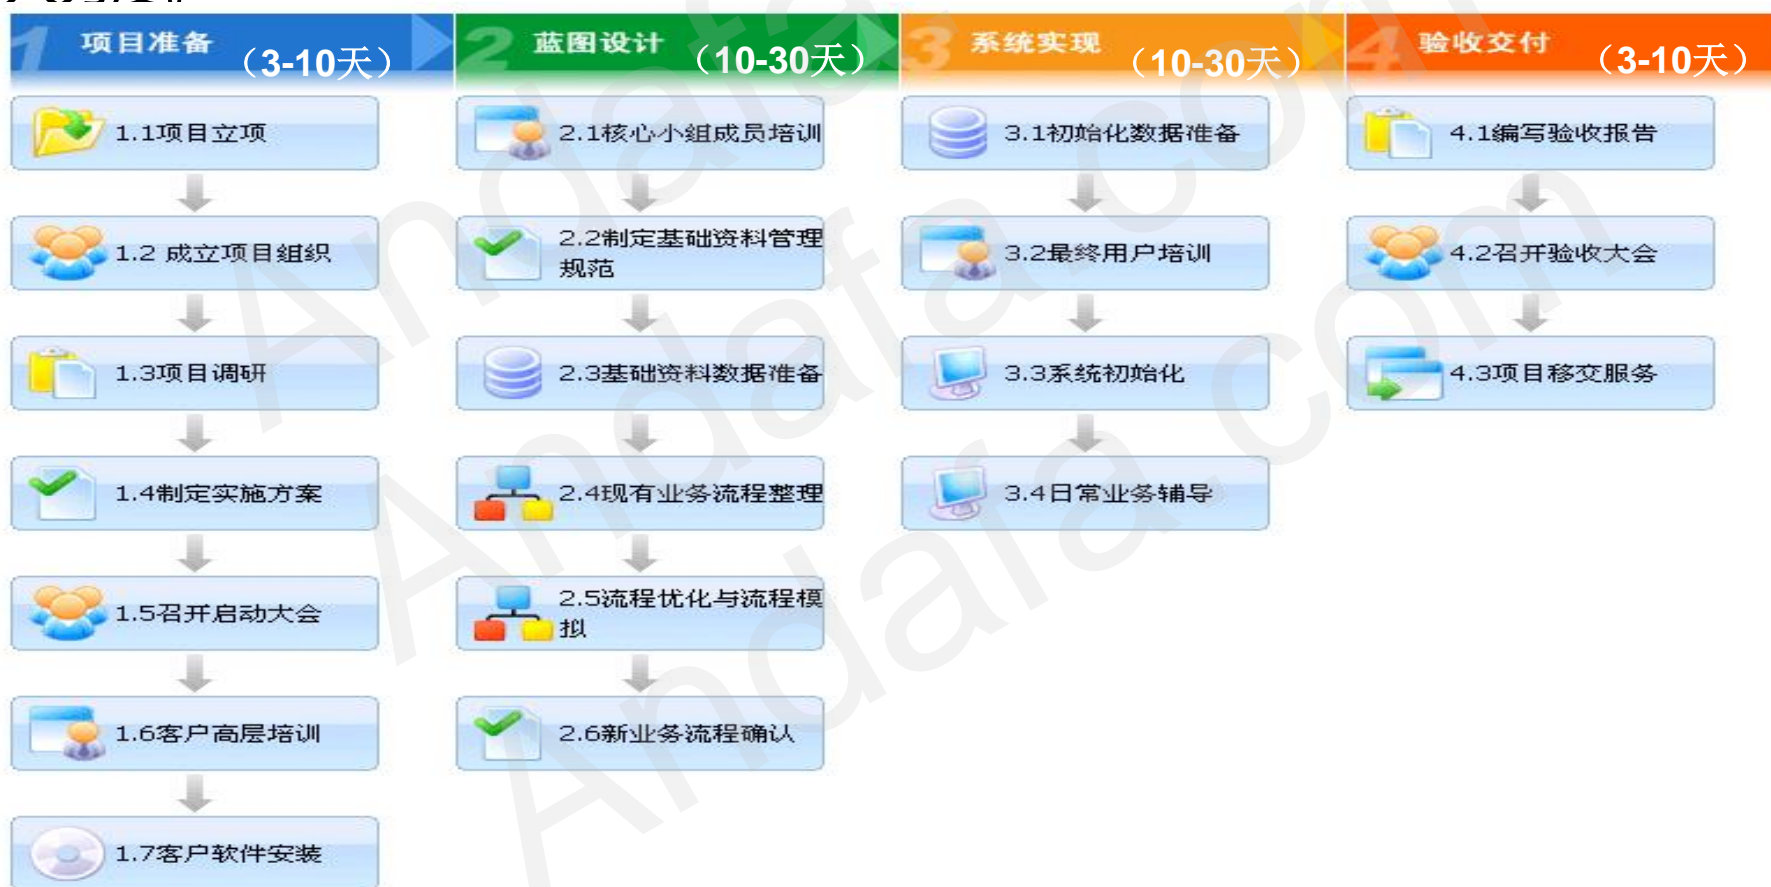 1 项目准备 （3-10天）
2 蓝图设计 （10-30天）
3 系统实现 （10-30天）
4 验收交付 （3-10天）
1.1项目立项
1.2 成立项目组织
1.3项目调研
1.4制定实施方案
1.5召开启动大会
1.6客户高层培训
1.7客户软件安装
2.1核心小组成员培训
2.2制定基础资料管理
规范
2.3基础资料数据准备
2.4现有业务流程整理
2.5流程优化与流程模
拟
2.6新业务流程确认
3.1初始化数据准备
3.2最终用户培训
3.3系统初始化
3.4日常业务辅导
4.1编写验收报告
4.2召开验收大会
4.3项目移交服务
Andafa.com
Andafa.com
Andafa.com